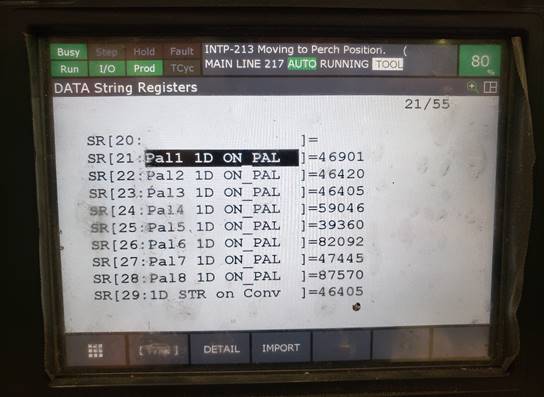 Busy Step Hold Fault INTP-213 Moving to Perch Position. (
Run I/O Prod TCyc MAIN LINE 217 AUTO RUNNING TOOL 80 %
DATA String Registers
21/55
SR[20: ]=
SR[21:Pal1 1D ON_PAL ]=46901
SR[22:Pal2 1D ON_PAL ]=46420
SR[23:Pal3 1D ON_PAL ]=46405
SR[24:Pal4 1D ON_PAL ]=59046
SR[25:Pal5 1D ON_PAL ]=39360
SR[26:Pal6 1D ON_PAL ]=82092
SR[27:Pal7 1D ON_PAL ]=47445
SR[28:Pal8 1D ON_PAL ]=87570
SR[29:1D STR on Conv ]=46405
[TYPE] DETAIL IMPORT